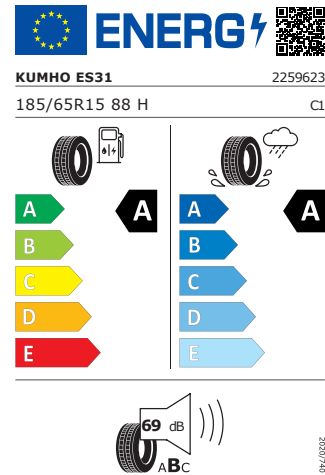 ENERG
KUMHO ES31 2259623
185/65R15 88 H C1
A A A A
B B
C C
D D
E E
69 dB
ABC
2020/740